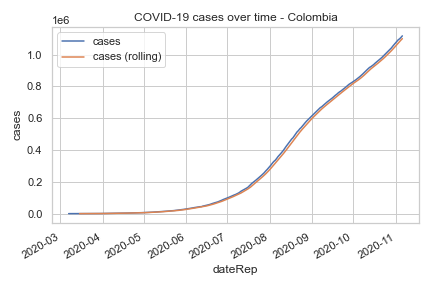 COVID-19 cases over time - Colombia
1e6
cases
cases (rolling)
1.0
0.8
0.6
0.4
0.2
0.0
cases
2020-03
2020-04
2020-05
2020-06
2020-07
2020-08
2020-09
2020-10
2020-11
dateRep